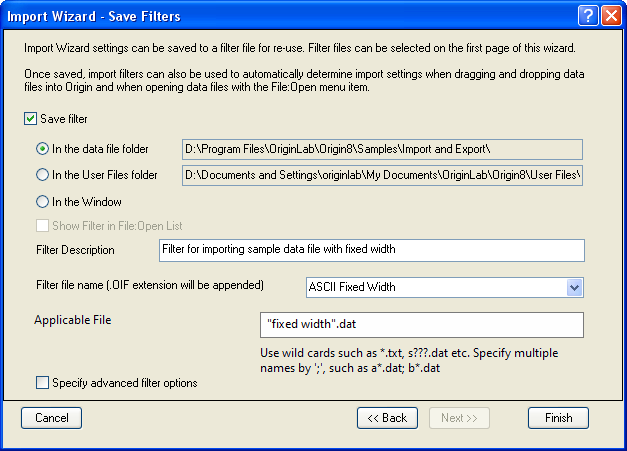 Import Wizard - Save Filters
Import Wizard settings can be saved to a filter file for re-use. Filter files can be selected on the first page of this wizard.
Once saved, import filters can also be used to automatically determine import settings when dragging and dropping data
files into Origin and when opening data files with the File:Open menu item.
Save filter
In the data file folder
D:\Program Files\OriginLab\Origin8\Samples\Import and Export\
In the User Files folder
D:\Documents and Settings\originlab\My Documents\OriginLab\Origin8\User Files\
In the Window
Show Filter in File:Open List
Filter Description
Filter for importing sample data file with fixed width
Filter file name (.OIF extension will be appended)
ASCII Fixed Width
Applicable File
"fixed width".dat
Use wild cards such as *.txt, s???.dat etc. Specify multiple
names by ';', such as a*.dat; b*.dat
Specify advanced filter options
Cancel
<< Back
Next >>
Finish